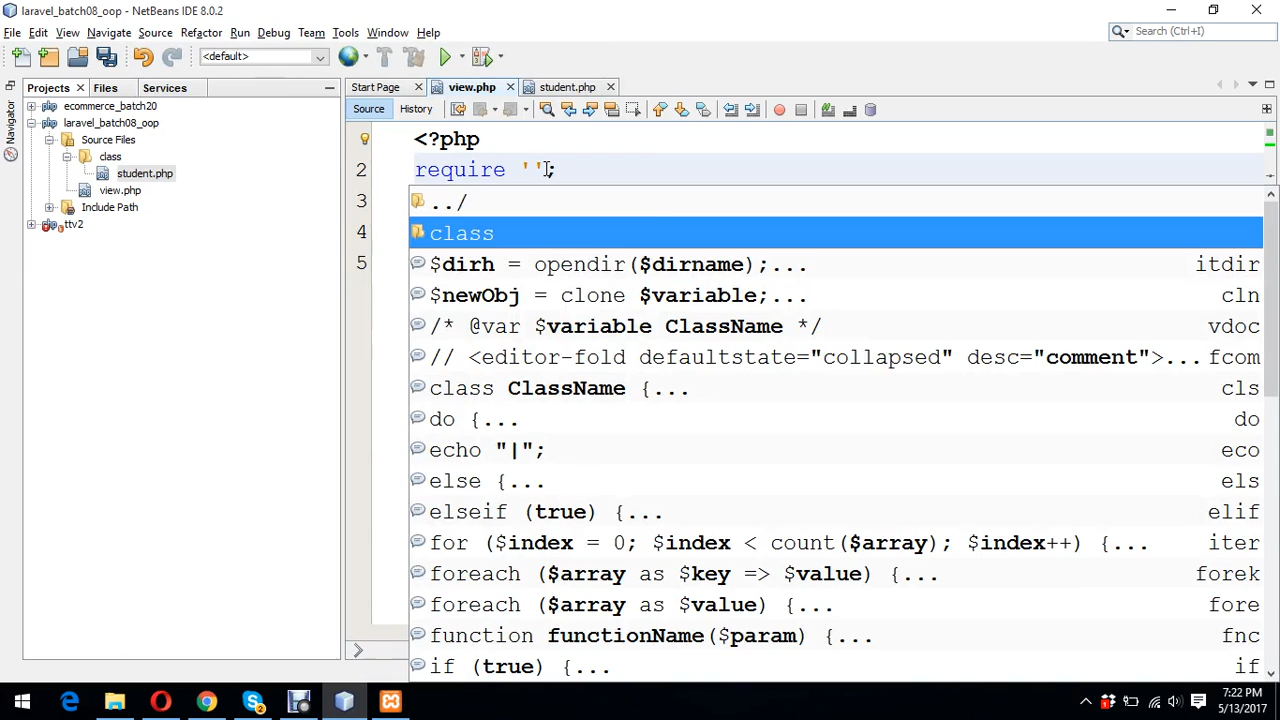 laravel_batch08_oop - NetBeans IDE 8.0.2
File Edit View Navigate Source Refactor Run Debug Team Tools Window Help
Search (Ctrl+I)
<default>
Projects Files Services
Start Page view.php student.php
Navigator
ecommerce_batch20
laravel_batch08_oop
Source Files
class
student.php
view.php
Include Path
ttv2
Source History
<?php
2 require '';
3
4
5
../
class
$dirh = opendir($dirname);... itdir
$newObj = clone $variable;... cln
/* @var $variable ClassName */ vdoc
// <editor-fold defaultstate="collapsed" desc="comment">... fcom
class ClassName {... cls
do {... do
echo "|"; eco
else {... els
elseif (true) {... elif
for ($index = 0; $index < count($array); $index++) {... iter
foreach ($array as $key => $value) {... forek
foreach ($array as $value) {... fore
function functionName($param) {... fnc
if (true) {... if
7:22 PM
5/13/2017